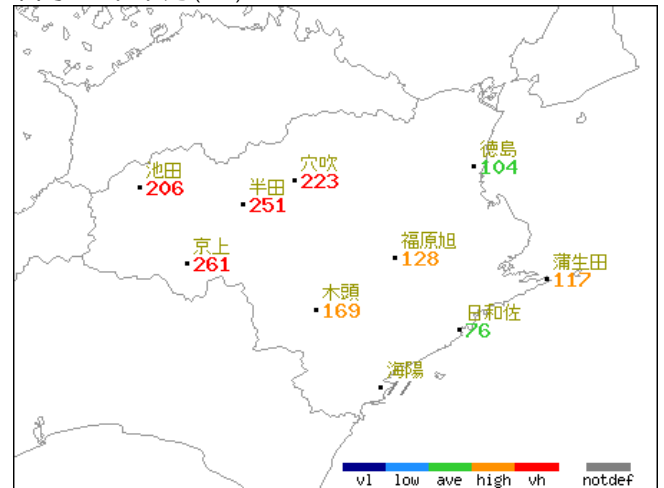 徳島
104
池田
206
穴吹
223
半田
251
京上
261
福原旭
128
蒲生田
117
木頭
169
日和佐
76
海陽
vl low ave high vh notdef